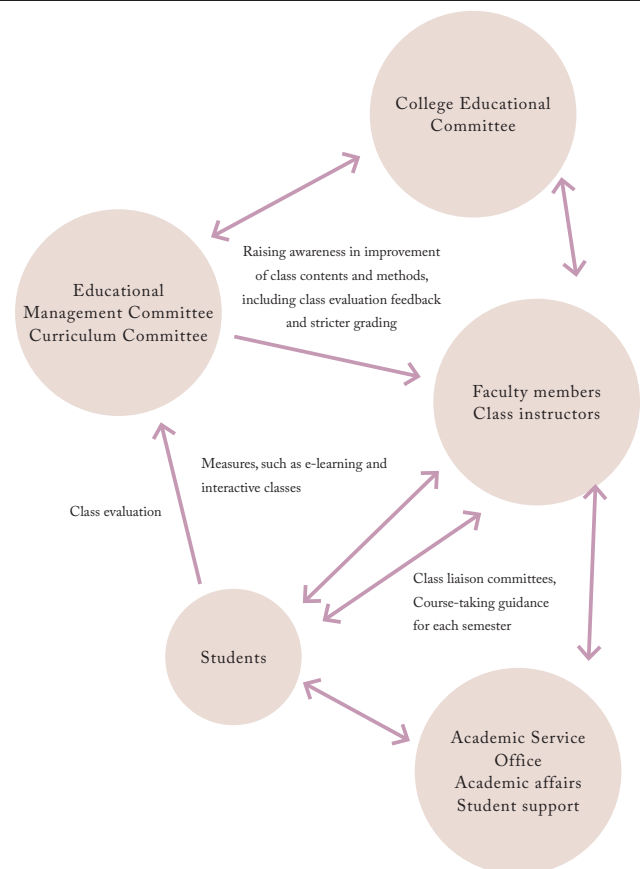 College Educational
Committee
Raising awareness in improvement
of class contents and methods,
including class evaluation feedback
and stricter grading
Educational
Management Committee
Curriculum Committee
Faculty members
Class instructors
Measures, such as e-learning and
interactive classes
Class evaluation
Class liaison committees,
Course-taking guidance
for each semester
Students
Academic Service
Office
Academic affairs
Student support